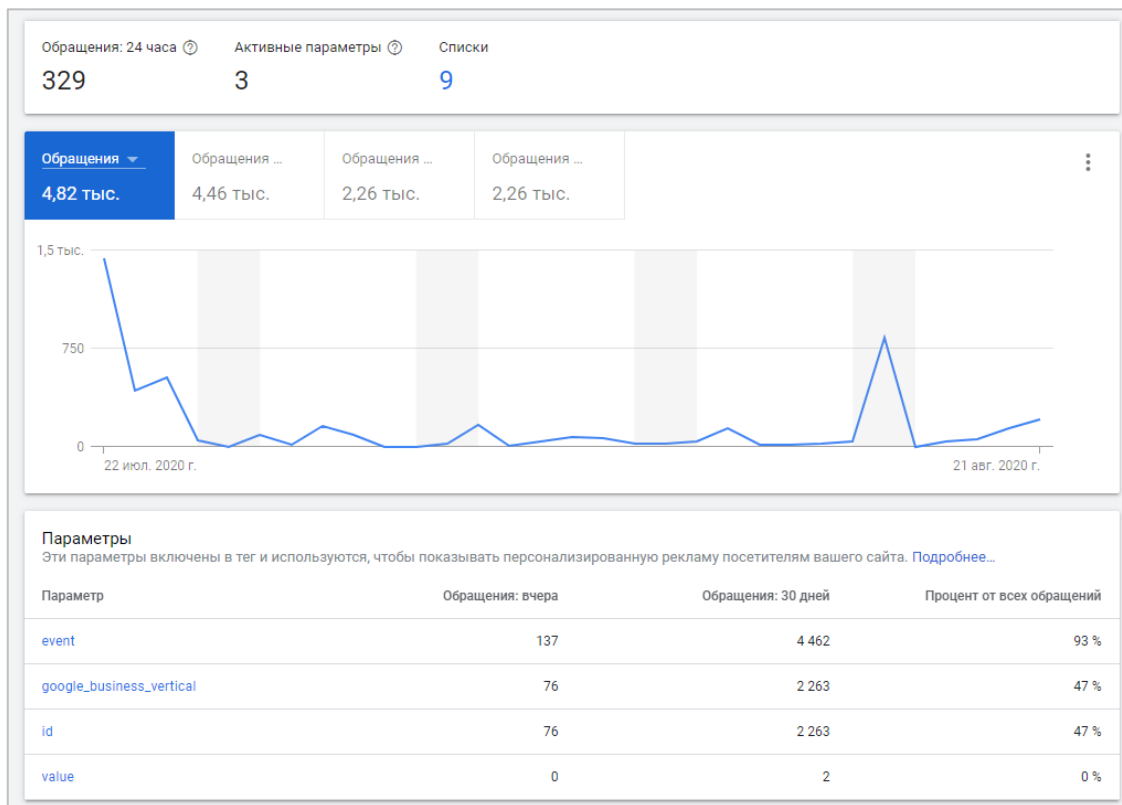 Обращения: 24 часа Активные параметры Списки
329 3 9
Обращения Обращения ... Обращения ... Обращения ...
4,82 тыс. 4,46 тыс. 2,26 тыс. 2,26 тыс.
1,5 тыс.
750
0
22 июл. 2020 г. 21 авг. 2020 г.
Параметры
Эти параметры включены в тег и используются, чтобы показывать персонализированную рекламу посетителям вашего сайта. Подробнее...
Параметр Обращения: вчера Обращения: 30 дней Процент от всех обращений
event 137 4 462 93 %
google_business_vertical 76 2 263 47 %
id 76 2 263 47 %
value 0 2 0 %